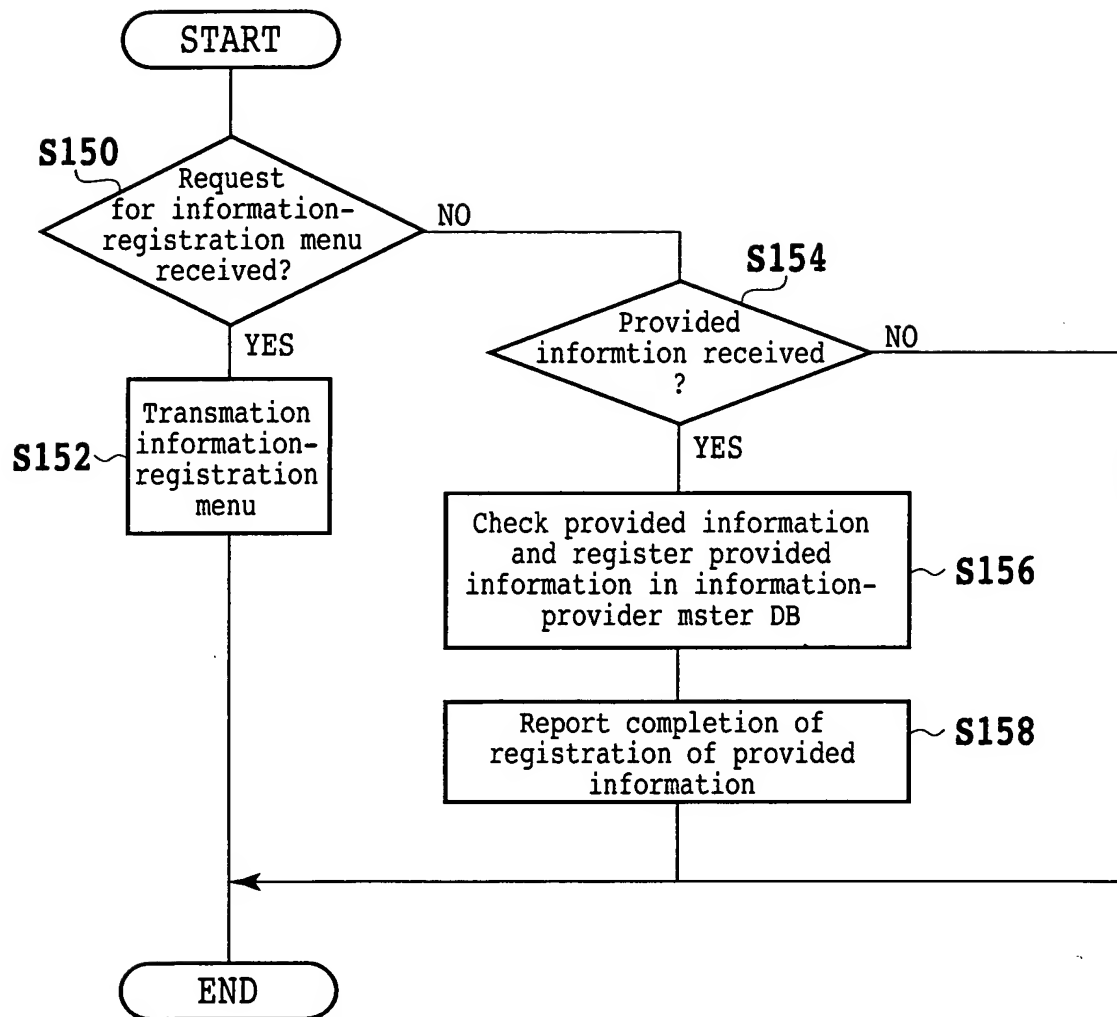 START
S150
Request
for information-
registration menu
received?
NO
YES
S154
Provided
informtion received
?
NO
YES
S152
Transmation
information-
registration
menu
Check provided information
and register provided
information in information-
provider mster DB
S156
Report completion of
registration of provided
information
S158
END